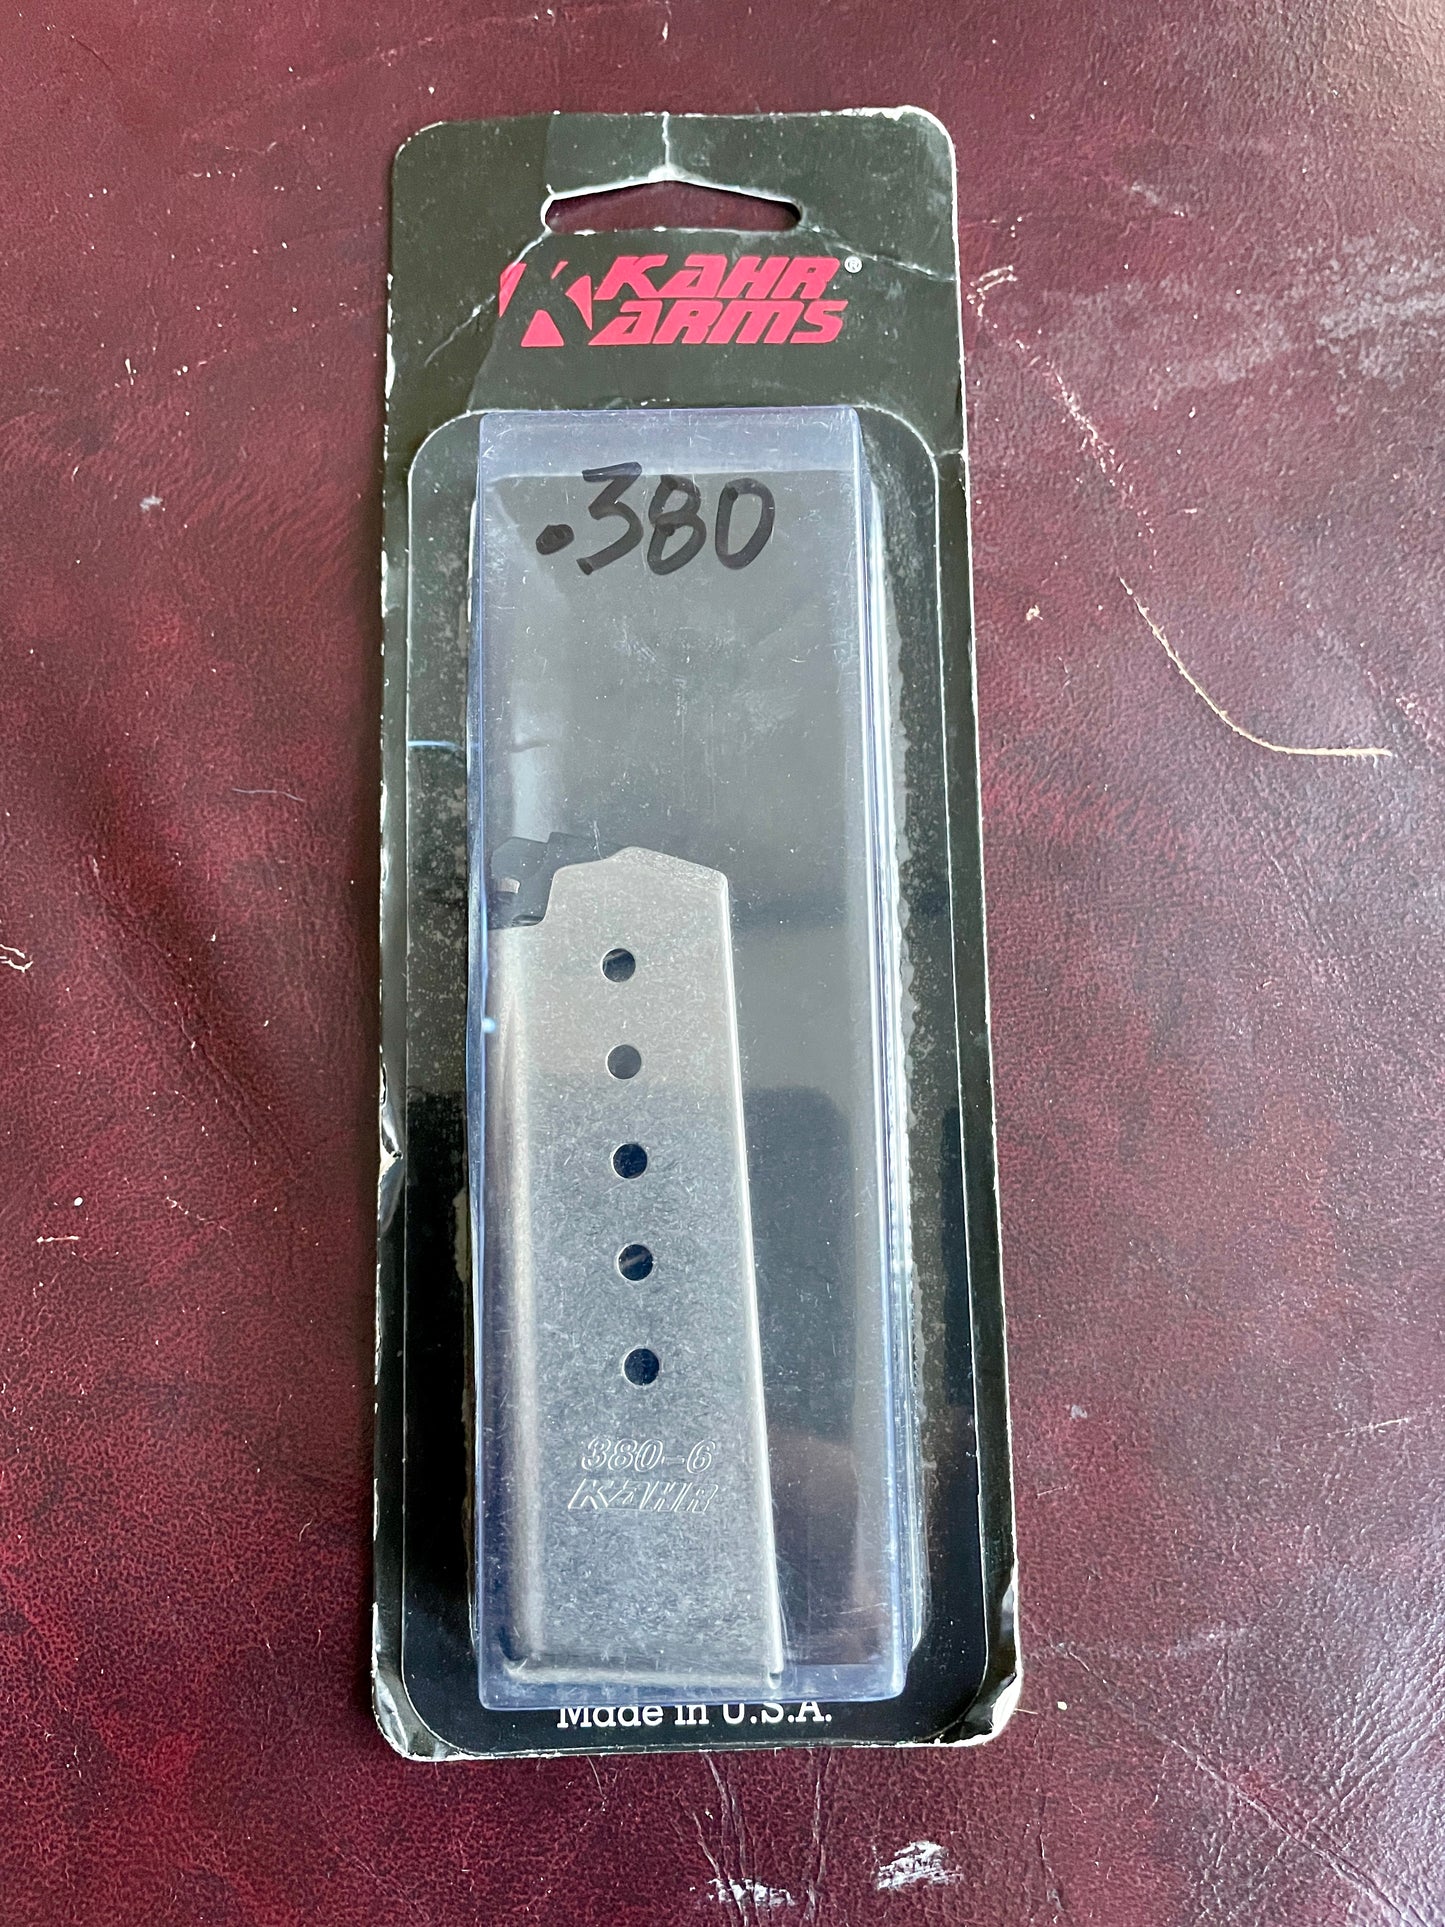 KAHR®
ARMS
.380
380-6
KAHR
Made in U.S.A.